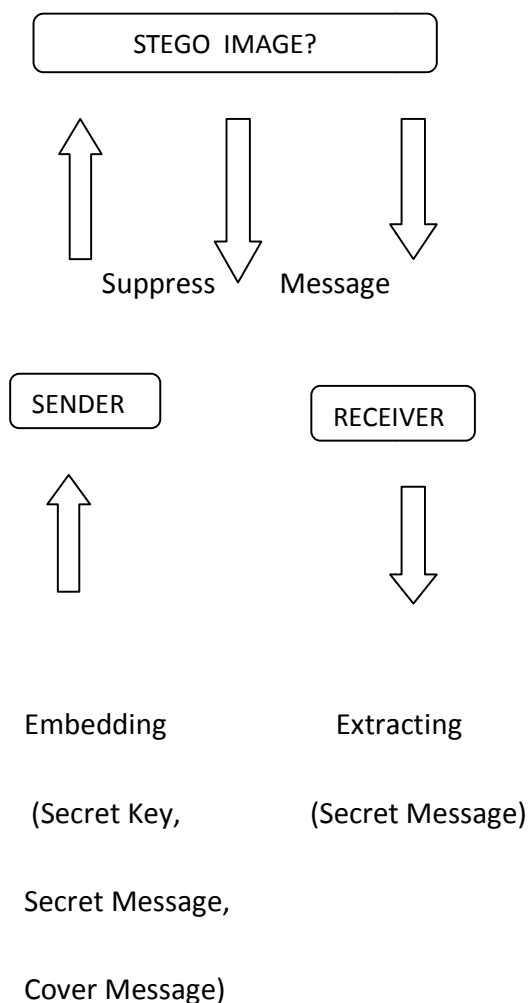 STEGO IMAGE?
Suppress Message
SENDER
RECEIVER
Embedding Extracting
(Secret Key, (Secret Message)
Secret Message,
Cover Message)